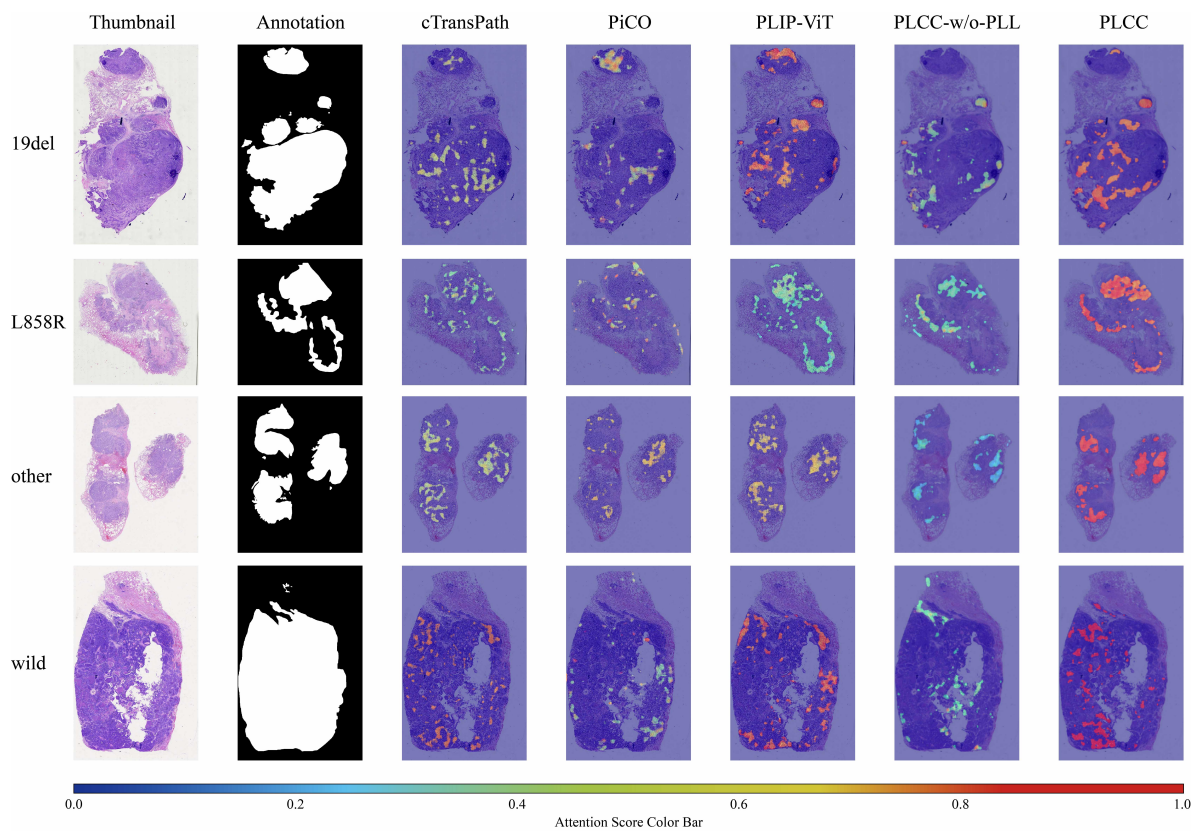 Thumbnail Annotation cTransPath PiCO PLIP-ViT PLCC-w/o-PLL PLCC
19del
L858R
other
wild
0.0 0.2 0.4 0.6 0.8 1.0
Attention Score Color Bar